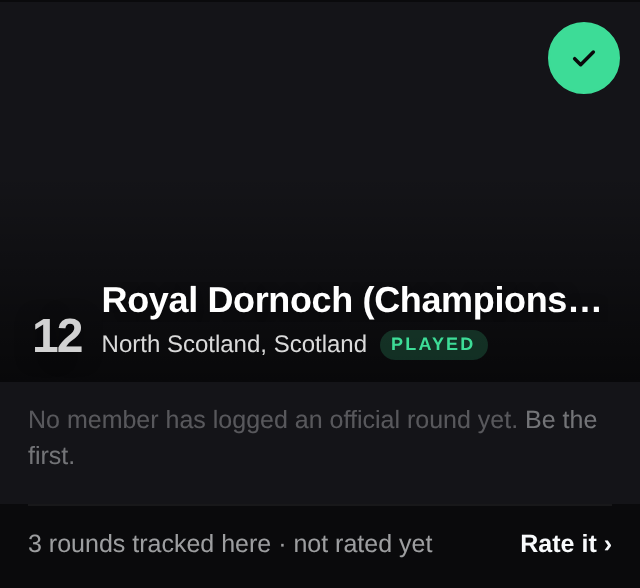 12
Royal Dornoch (Champions…
North Scotland, Scotland PLAYED
No member has logged an official round yet. Be the
first.
3 rounds tracked here · not rated yet Rate it ›